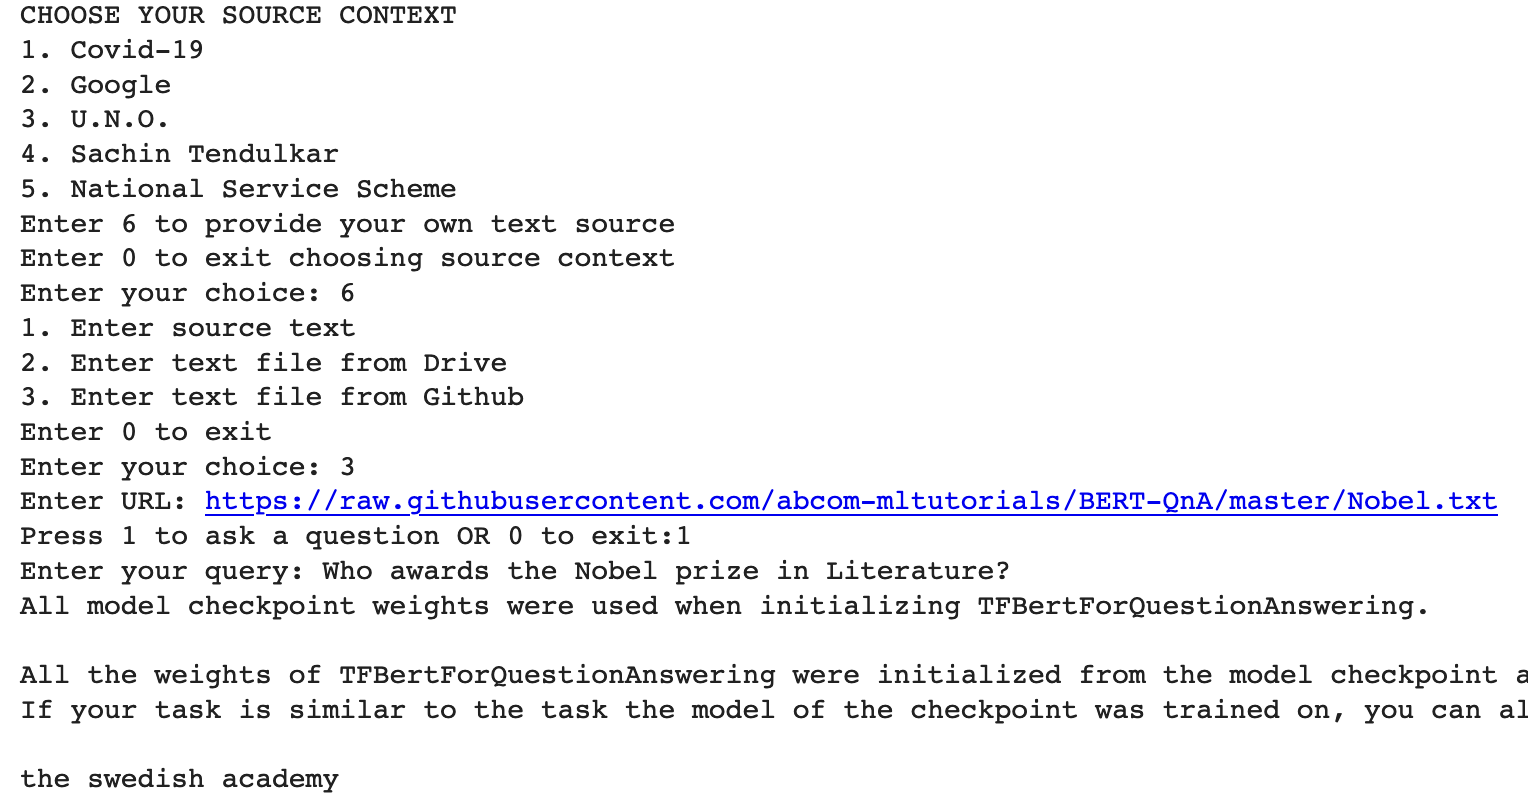 CHOOSE YOUR SOURCE CONTEXT
1. Covid-19
2. Google
3. U.N.O.
4. Sachin Tendulkar
5. National Service Scheme
Enter 6 to provide your own text source
Enter 0 to exit choosing source context
Enter your choice: 6
1. Enter source text
2. Enter text file from Drive
3. Enter text file from Github
Enter 0 to exit
Enter your choice: 3
Enter URL: https://raw.githubusercontent.com/abcom-mltutorials/BERT-QnA/master/Nobel.txt
Press 1 to ask a question OR 0 to exit:1
Enter your query: Who awards the Nobel prize in Literature?
All model checkpoint weights were used when initializing TFBertForQuestionAnswering.
All the weights of TFBertForQuestionAnswering were initialized from the model checkpoint a
If your task is similar to the task the model of the checkpoint was trained on, you can al
the swedish academy